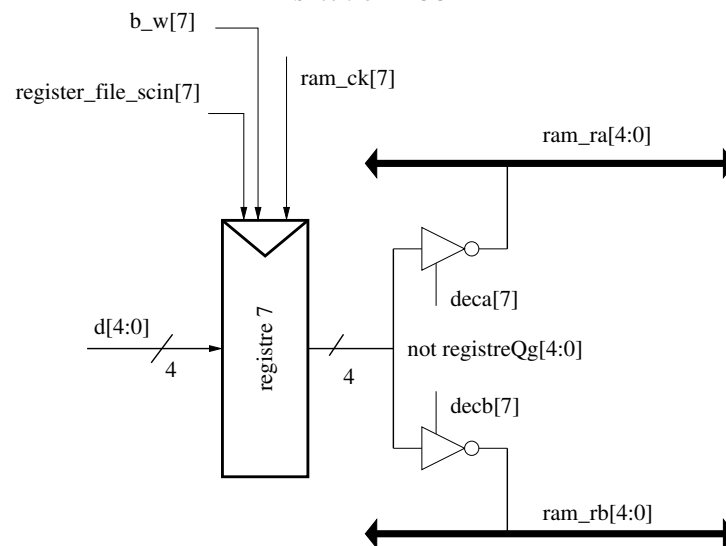 b_w[7]
ram_ck[7]
register_file_scin[7]
ram_ra[4:0]
deca[7]
d[4:0]
4
registre 7
4
not registreQg[4:0]
decb[7]
ram_rb[4:0]